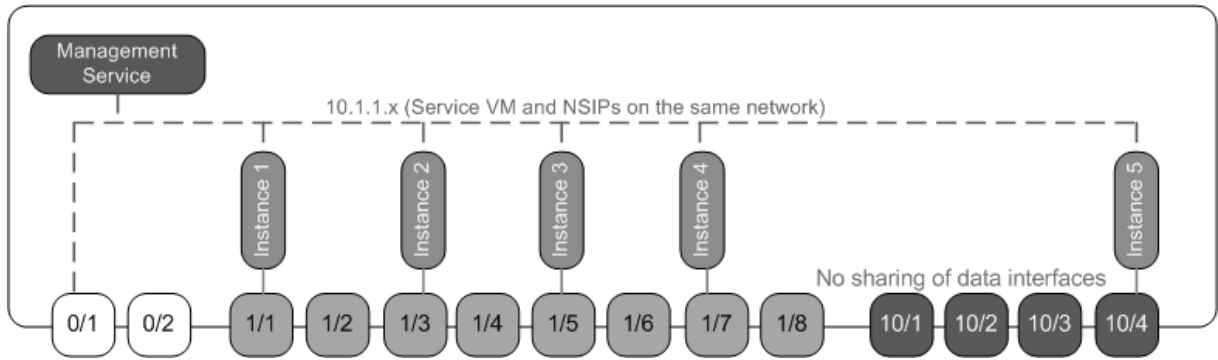 Management
Service
10.1.1.x (Service VM and NSIPs on the same network)
Instance 1
Instance 2
Instance 3
Instance 4
Instance 5
No sharing of data interfaces
0/1
0/2
1/1
1/2
1/3
1/4
1/5
1/6
1/7
1/8
10/1
10/2
10/3
10/4